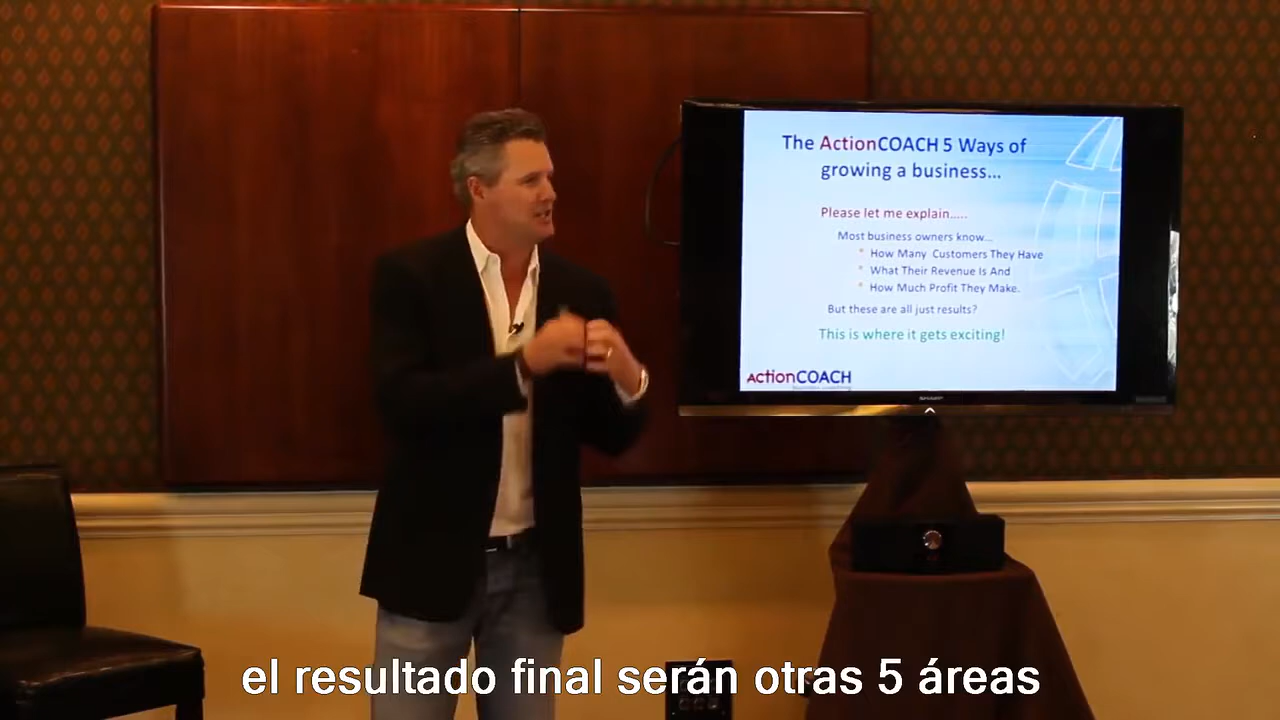 The ActionCOACH 5 Ways of
growing a business...
Please let me explain.....
Most business owners know...
How Many Customers They Have
What Their Revenue Is And
How Much Profit They Make.
But these are all just results?
This is where it gets exciting!
ActionCOACH
SHARP
el resultado final serán otras 5 áreas